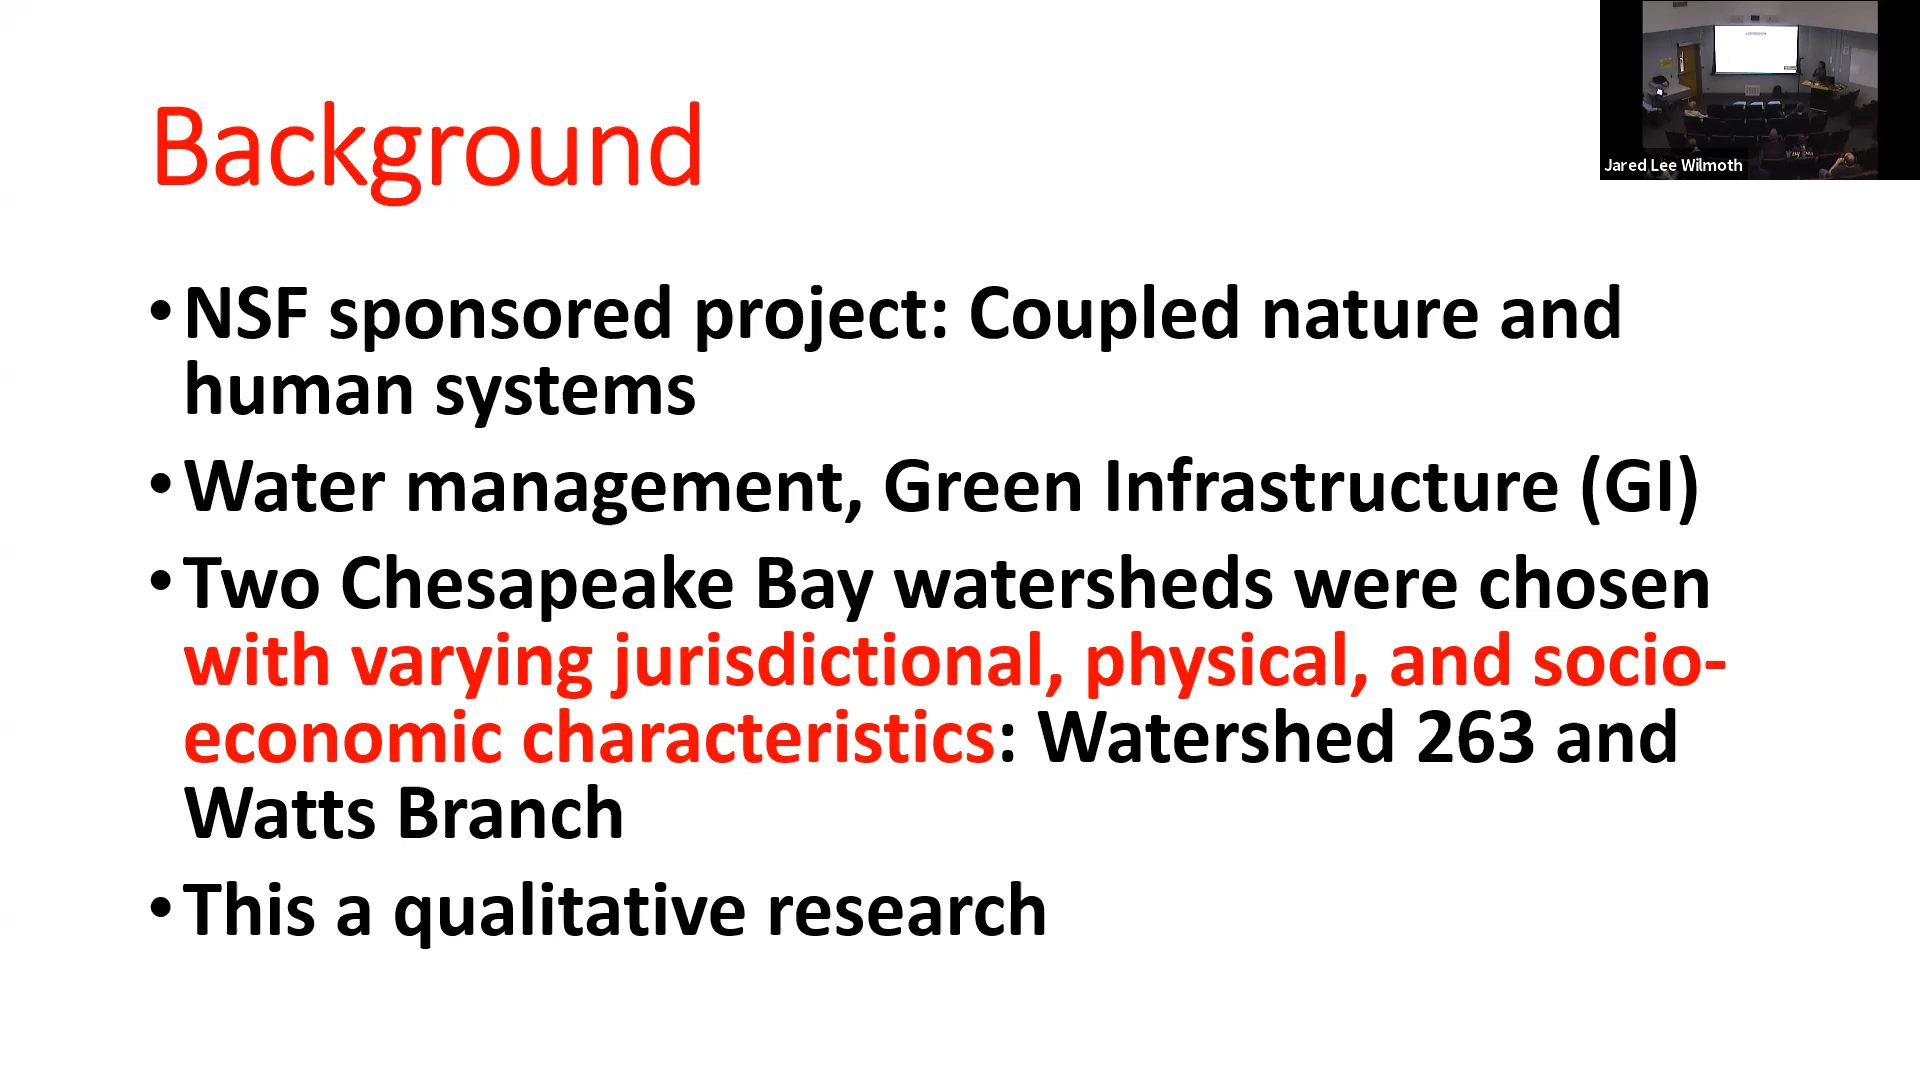 Background
• NSF sponsored project: Coupled nature and
human systems
• Water management, Green Infrastructure (GI)
• Two Chesapeake Bay watersheds were chosen
with varying jurisdictional, physical, and socio-
economic characteristics: Watershed 263 and
Watts Branch
• This a qualitative research
Jared Lee Wilmoth